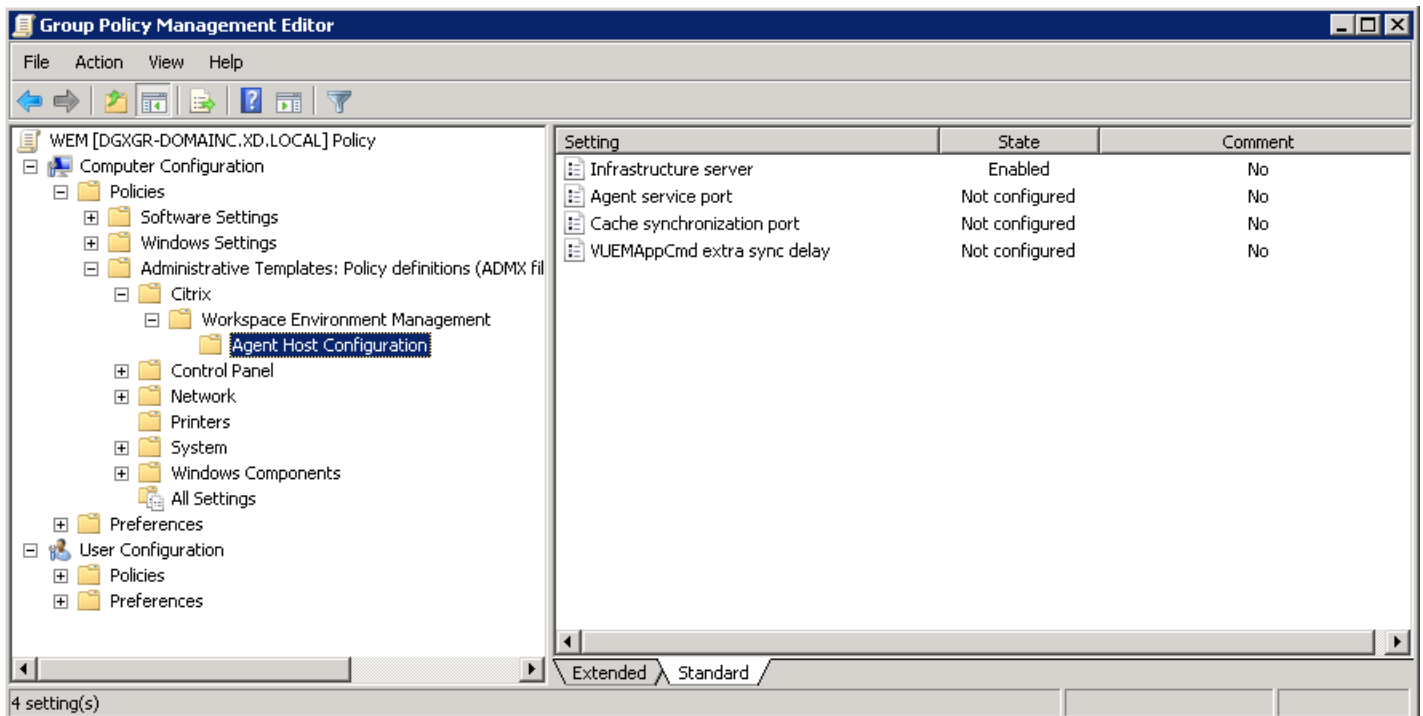 Group Policy Management Editor
File Action View Help
WEM [DGXGR-DOMAINC.XD.LOCAL] Policy
Computer Configuration
Policies
Software Settings
Windows Settings
Administrative Templates: Policy definitions (ADMX fil
Citrix
Workspace Environment Management
Agent Host Configuration
Control Panel
Network
Printers
System
Windows Components
All Settings
Preferences
User Configuration
Policies
Preferences
Setting State Comment
Infrastructure server Enabled No
Agent service port Not configured No
Cache synchronization port Not configured No
VUEMAppCmd extra sync delay Not configured No
Extended Standard
4 setting(s)